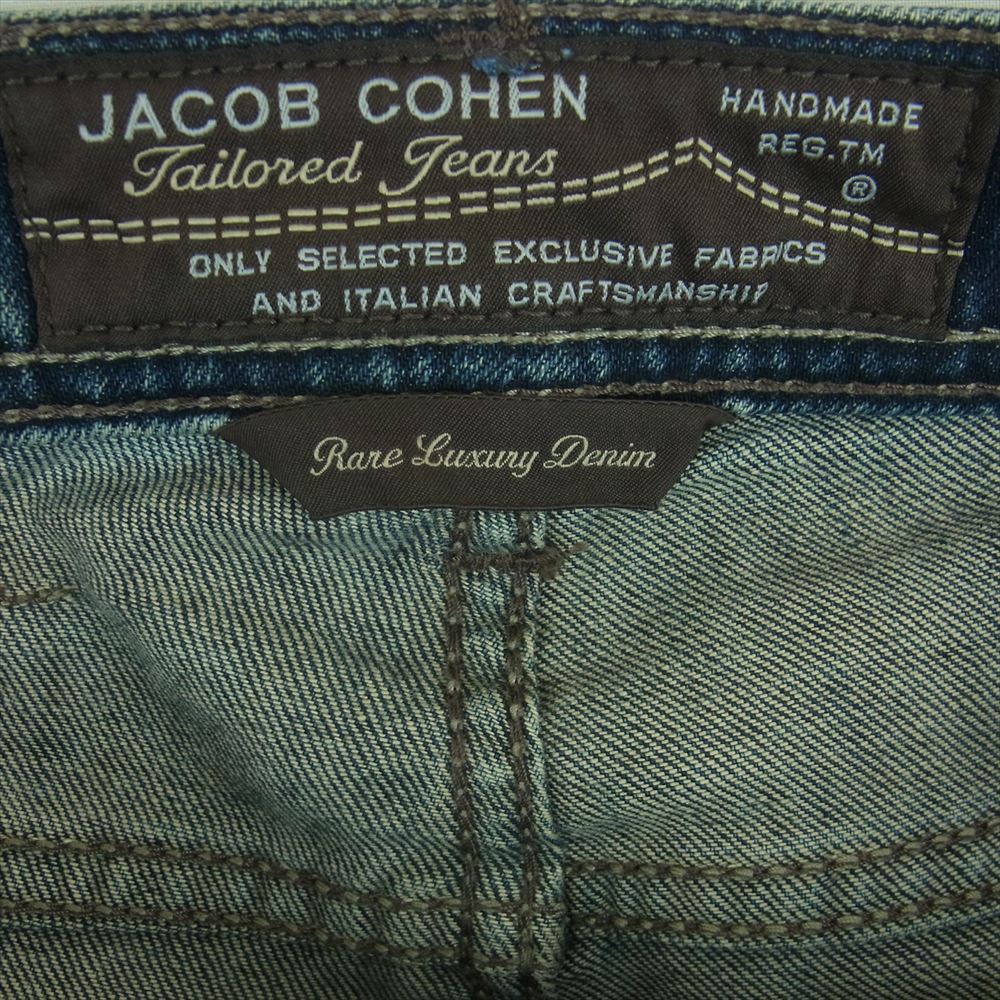 JACOB COHEN
Tailored Jeans
HANDMADE
REG.TM
®
ONLY SELECTED EXCLUSIVE FABRICS
AND ITALIAN CRAFTSMANSHIP
Rare Luxury Denim